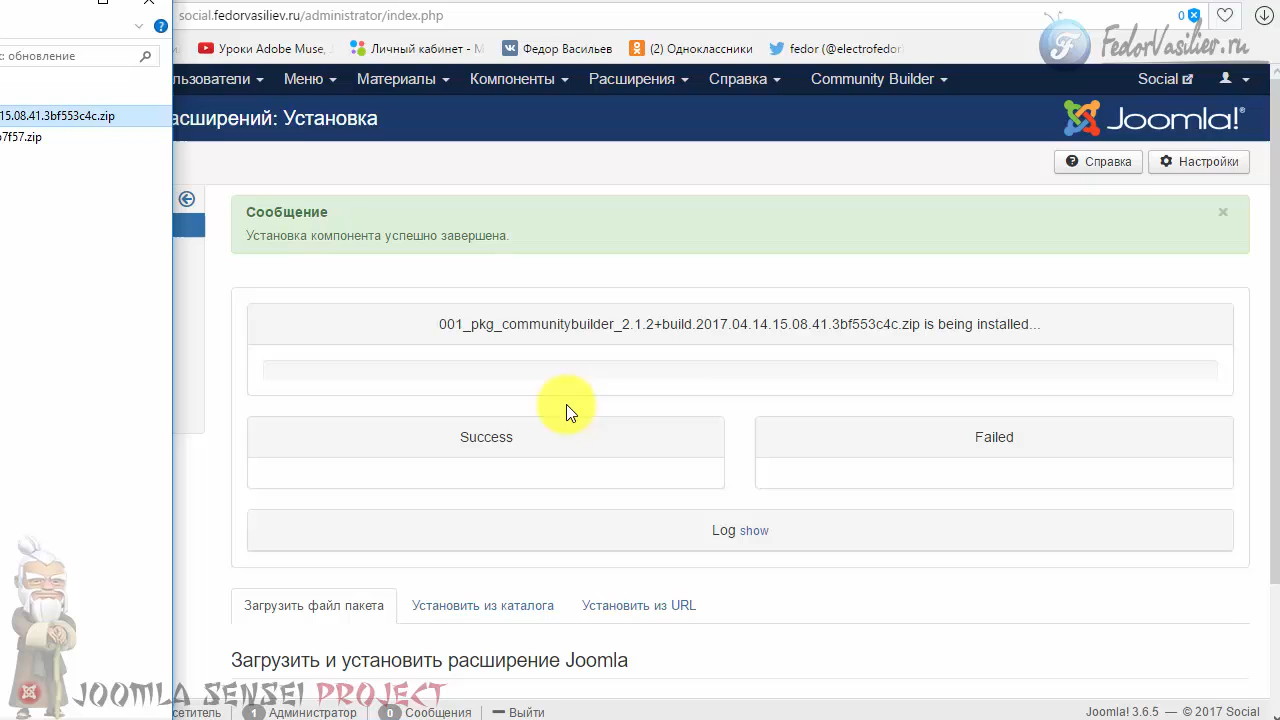 social.fedorvasiliev.ru/administrator/index.php
0
Уроки Adobe Muse,
Личный кабинет - М
Федор Васильев
(2) Одноклассники
fedor (@electrofedor
FedorVasiliev.ru
с: обновление
15.08.41.3bf553c4c.zip
b7f57.zip
льзователи
Меню
Материалы
Компоненты
Расширения
Справка
Community Builder
Social
асширений: Установка
Joomla!
Справка
Настройки
Сообщение
Установка компонента успешно завершена.
001_pkg_communitybuilder_2.1.2+build.2017.04.14.15.08.41.3bf553c4c.zip is being installed...
Success
Failed
Log show
Загрузить файл пакета
Установить из каталога
Установить из URL
Загрузить и установить расширение Joomla
JOOMLA SENSEI PROJECT
сетитель
1 Администратор
0 Сообщения
Выйти
Joomla! 3.6.5 — © 2017 Social